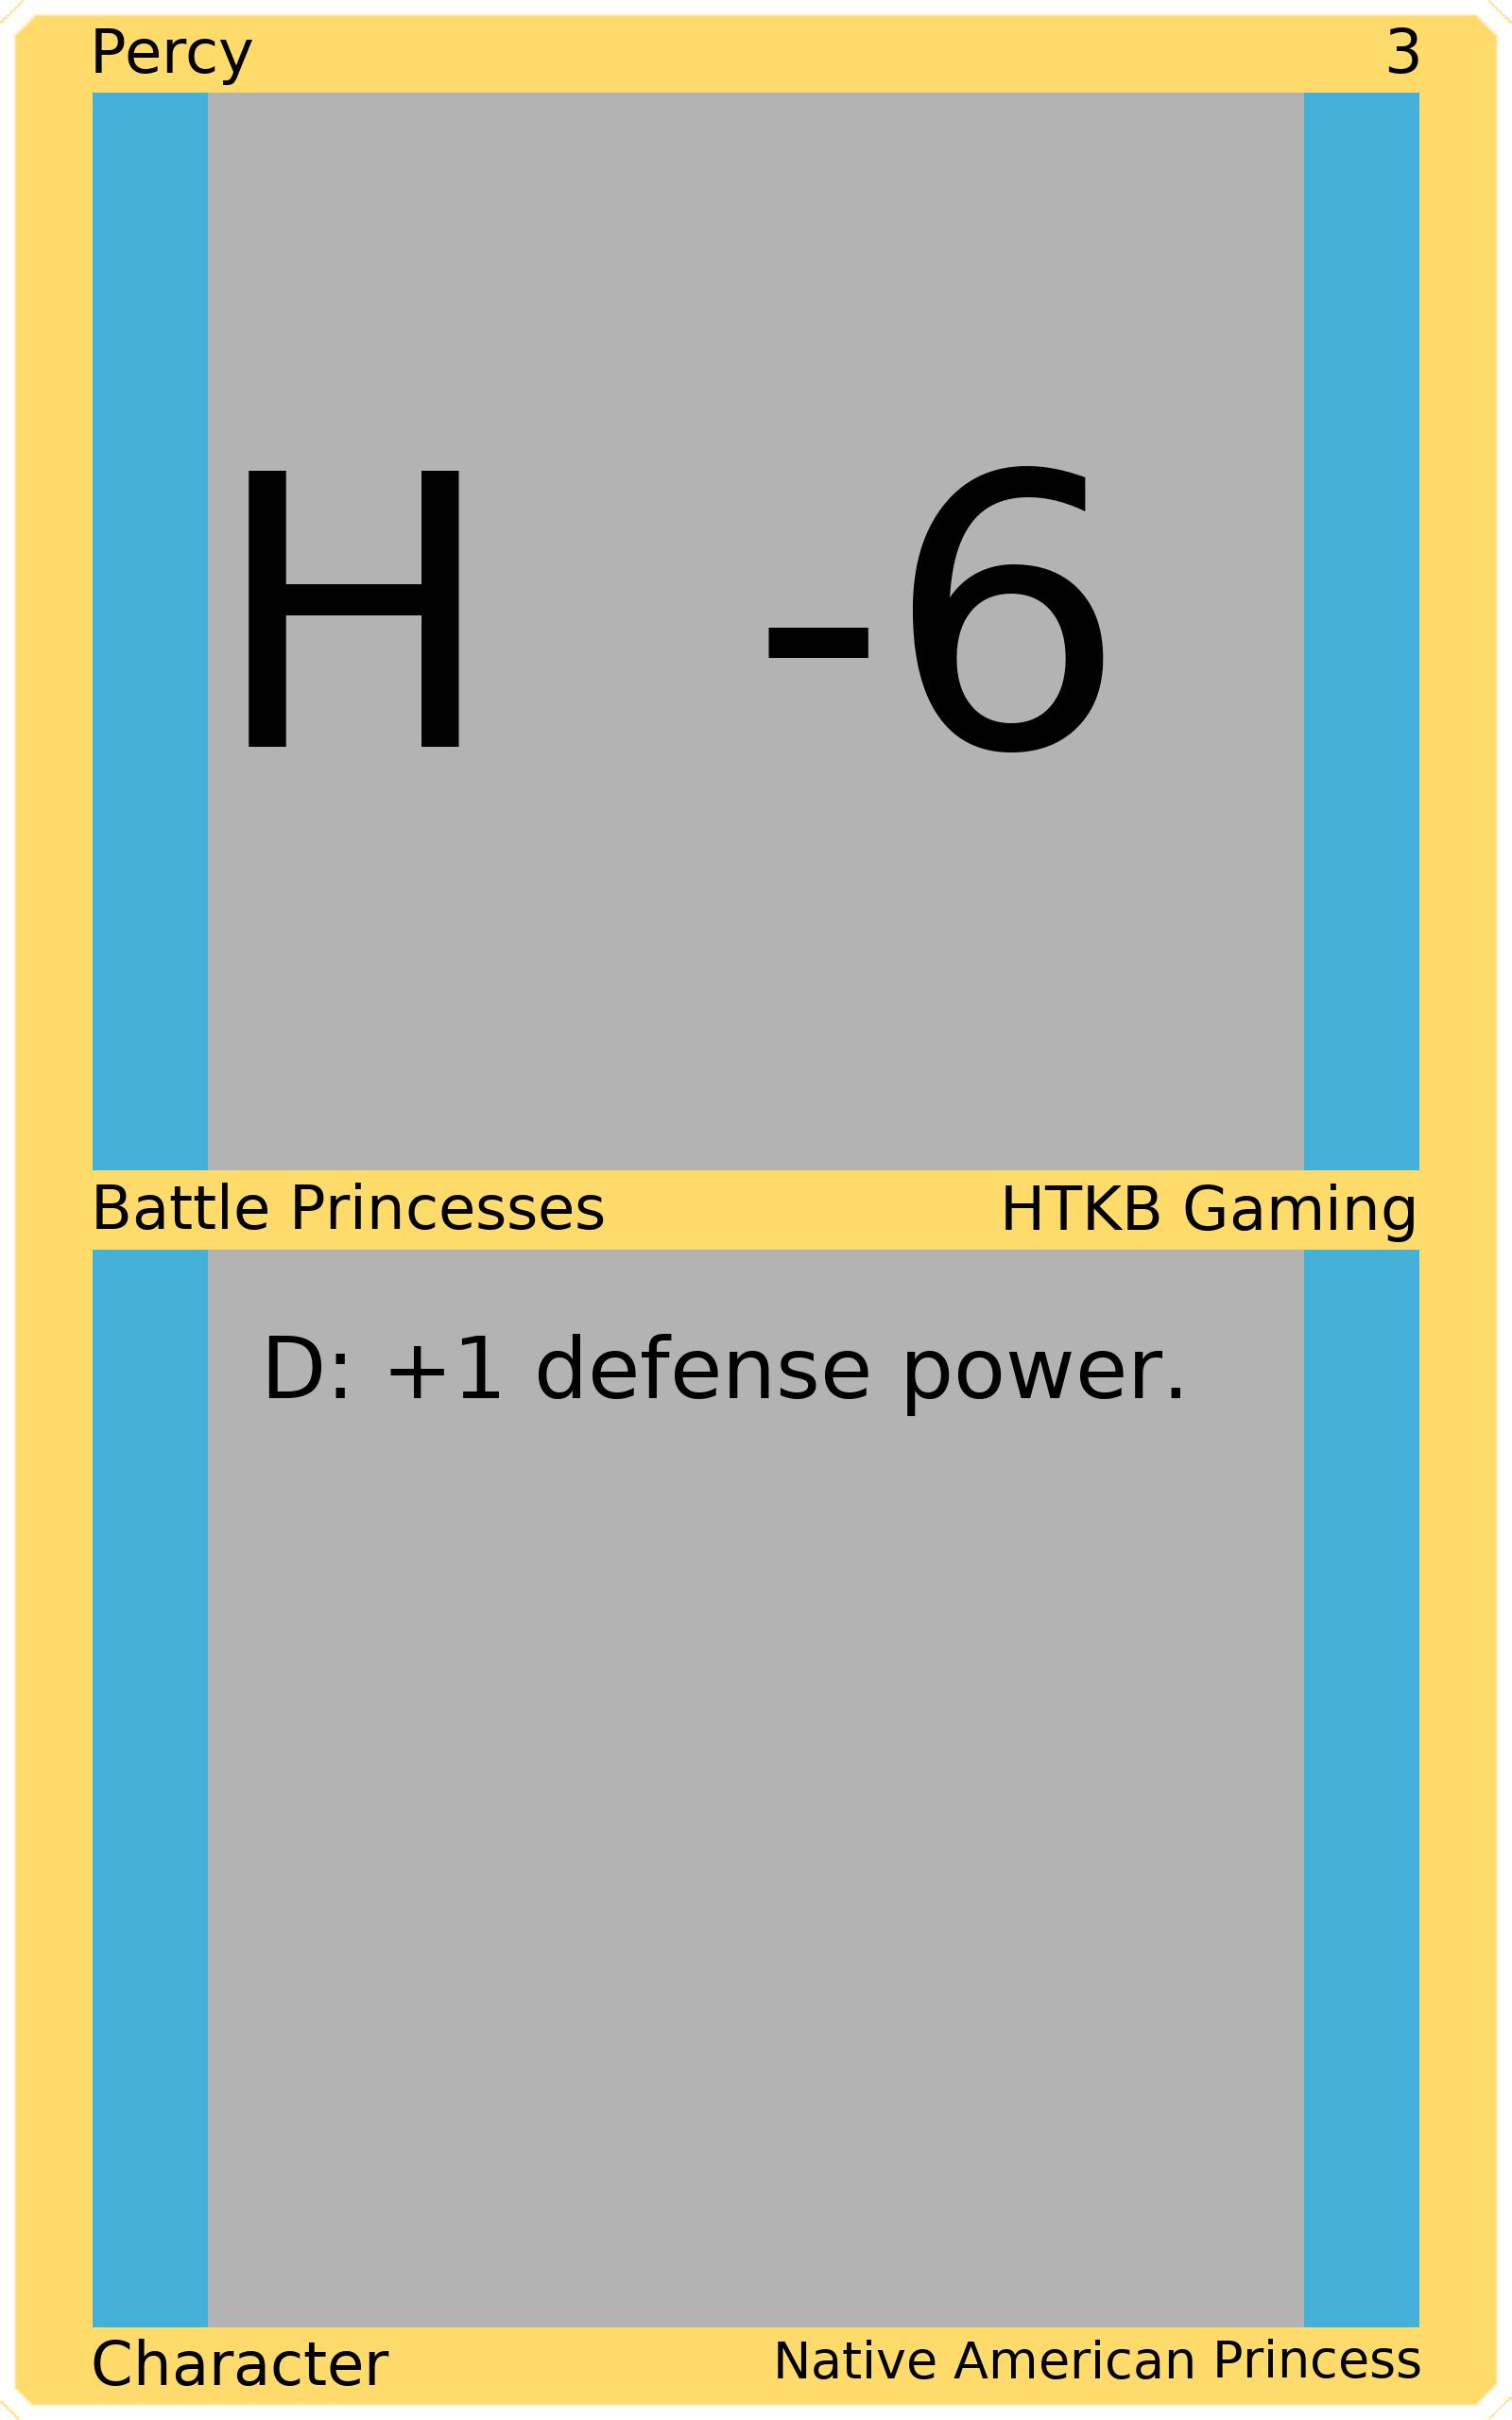 Percy 3
H -6
Battle Princesses HTKB Gaming
D: +1 defense power.
Character Native American Princess